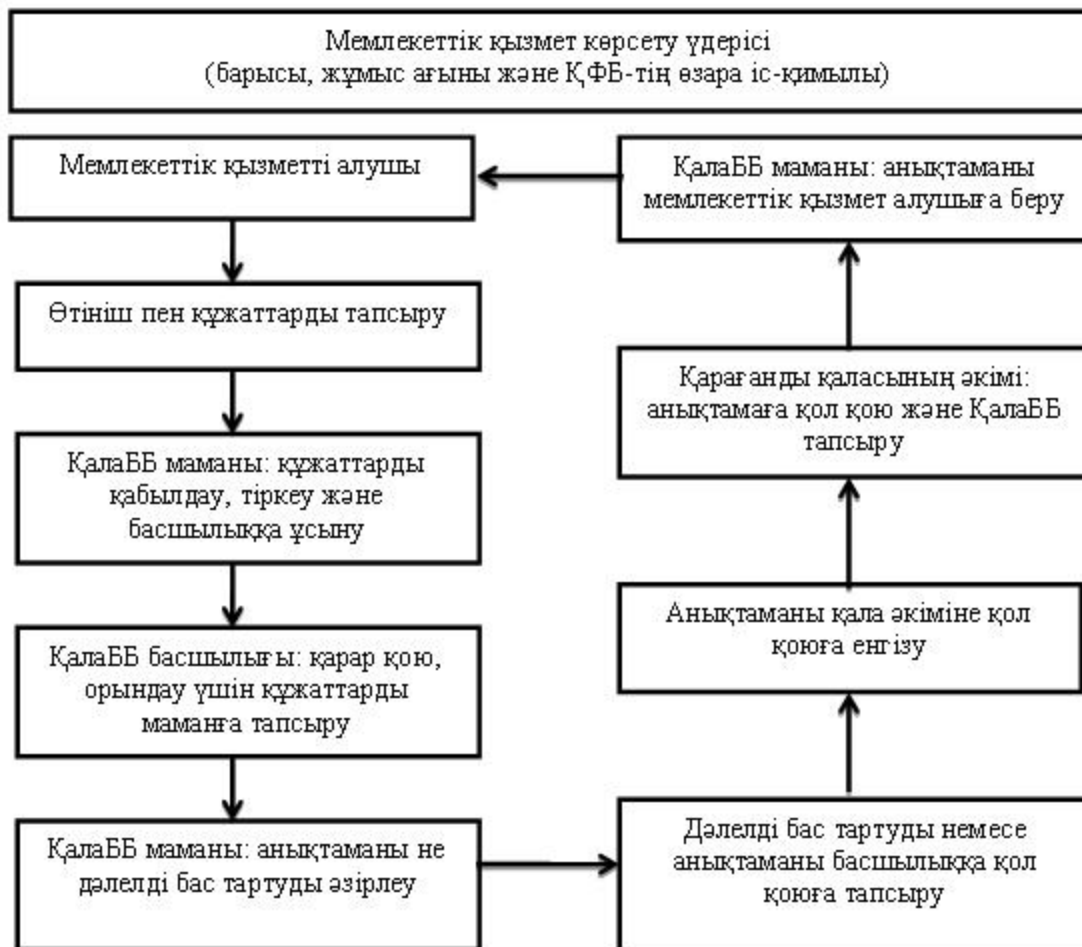 Мемлекеттік қызмет көрсету үдерісі
(барысы, жұмыс ағыны және ҚФБ-тің өзара іс-қимылы)
Мемлекеттік қызметті алушы
Өтініш пен құжаттарды тапсыру
ҚалаББ маманы: құжаттарды
қабылдау, тіркеу және
басшылыққа ұсыну
ҚалаББ басшылығы: қарар қою,
орындау үшін құжаттарды
маманға тапсыру
ҚалаББ маманы: анықтаманы не
дәлелді бас тартуды әзірлеу
Дәлелді бас тартуды немесе
анықтаманы басшылыққа қол
қоюға тапсыру
Анықтаманы қала әкіміне қол
қоюға енгізу
Қарағанды қаласының әкімі:
анықтамаға қол қою және ҚалаББ
тапсыру
ҚалаББ маманы: анықтаманы
мемлекеттік қызмет алушыға беру